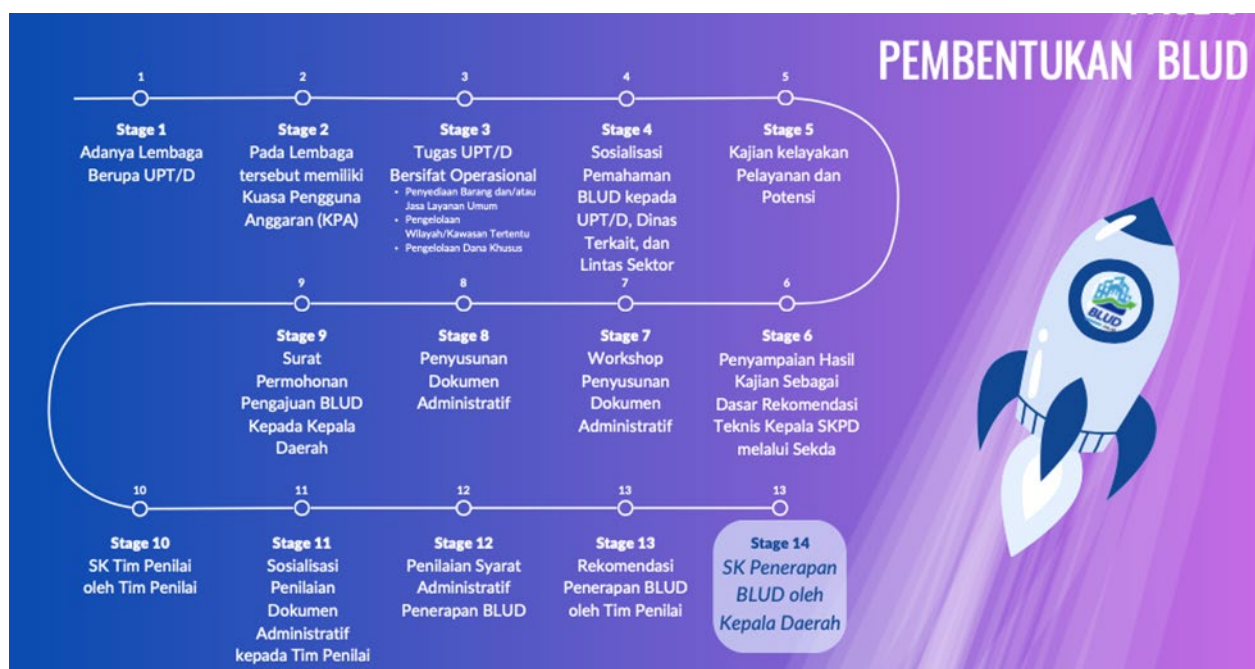 PEMBENTUKAN BLUD
1
Stage 1
Adanya Lembaga
Berupa UPT/D
2
Stage 2
Pada Lembaga
tersebut memiliki
Kuasa Pengguna
Anggaran (KPA)
3
Stage 3
Tugas UPT/D
Bersifat Operasional
• Penyediaan Barang dan/atau
Jasa Layanan Umum
• Pengelolaan
Wilayah/Kawasan Tertentu
• Pengelolaan Dana Khusus
4
Stage 4
Sosialisasi
Pemahaman
BLUD kepada
UPT/D, Dinas
Terkait, dan
Lintas Sektor
5
Stage 5
Kajian kelayakan
Pelayanan dan
Potensi
6
Stage 6
Penyampaian Hasil
Kajian Sebagai
Dasar Rekomendasi
Teknis Kepala SKPD
melalui Sekda
7
Stage 7
Workshop
Penyusunan
Dokumen
Administratif
8
Stage 8
Penyusunan
Dokumen
Administratif
9
Stage 9
Surat
Permohonan
Pengajuan BLUD
Kepada Kepala
Daerah
10
Stage 10
SK Tim Penilai
oleh Tim Penilai
11
Stage 11
Sosialisasi
Penilaian
Dokumen
Administratif
kepada Tim Penilai
12
Stage 12
Penilaian Syarat
Administratif
Penerapan BLUD
13
Stage 13
Rekomendasi
Penerapan BLUD
oleh Tim Penilai
13
Stage 14
SK Penerapan
BLUD oleh
Kepala Daerah
BLUD